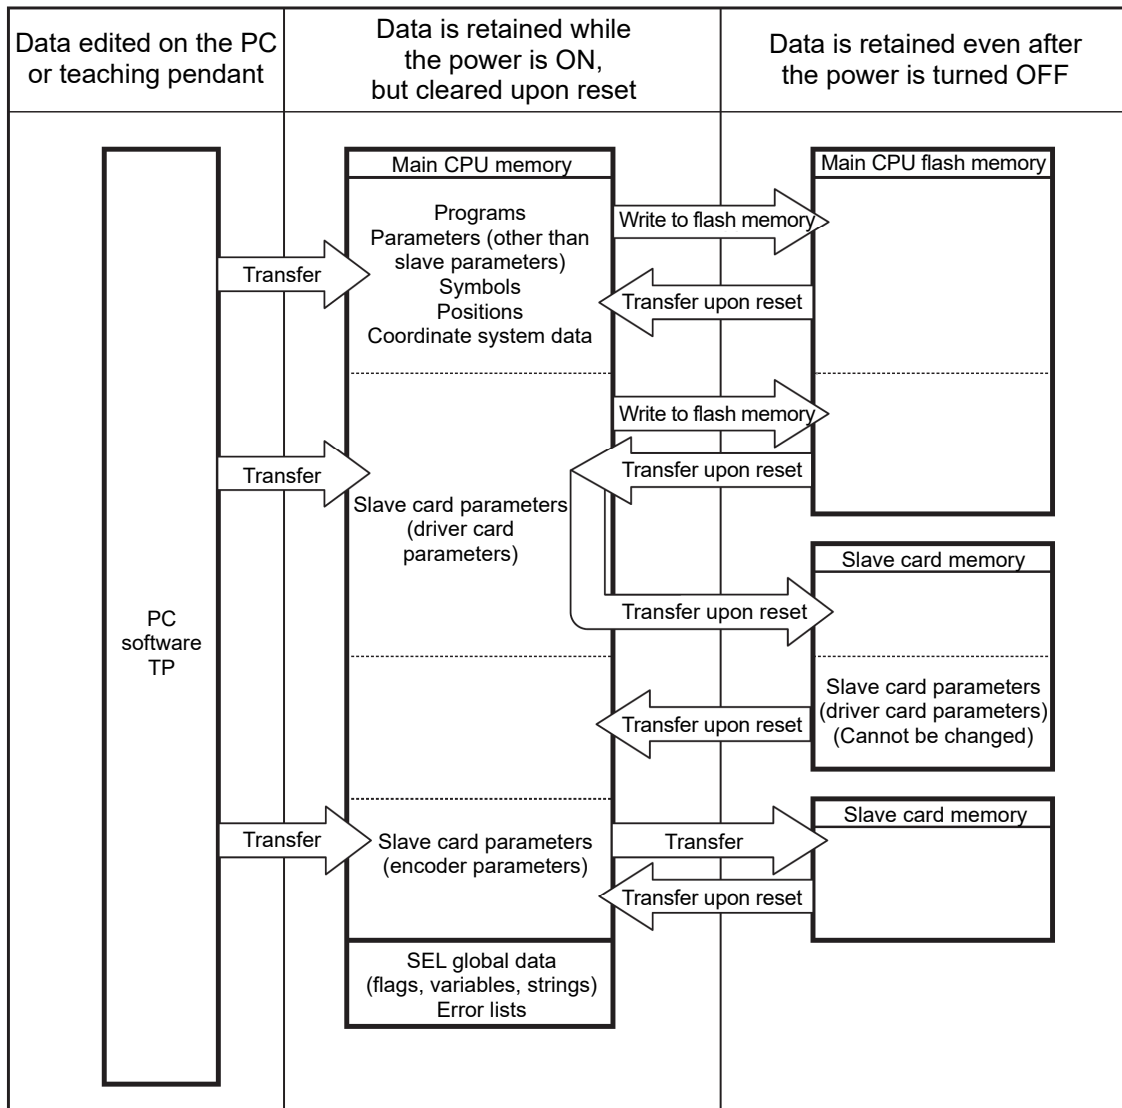 Data edited on the PC
or teaching pendant
Data is retained while
the power is ON,
but cleared upon reset
Data is retained even after
the power is turned OFF
Main CPU memory
Main CPU flash memory
Programs
Parameters (other than
slave parameters)
Symbols
Positions
Coordinate system data
Transfer
Write to flash memory
Transfer upon reset
Write to flash memory
Transfer upon reset
Transfer
Slave card parameters
(driver card
parameters)
Slave card memory
Transfer upon reset
PC
software
TP
Slave card parameters
(driver card parameters)
(Cannot be changed)
Transfer upon reset
Slave card memory
Transfer
Slave card parameters
(encoder parameters)
Transfer
Transfer upon reset
SEL global data
(flags, variables, strings)
Error lists